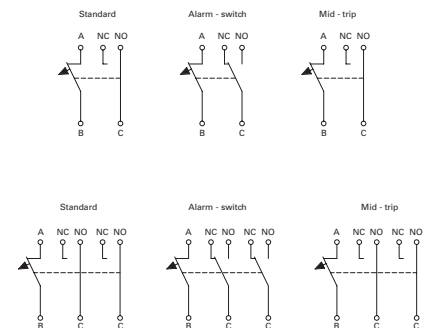 Standard Alarm - switch Mid - trip
A NC NO A NC NO A NC NO
B C B C B C
Standard Alarm - switch Mid - trip
A NC NO NC NO A NC NO NC NO A NC NO NC NO
B C C B C C B C C